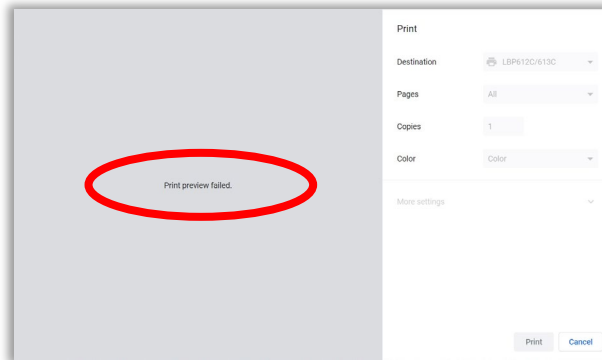 Print
Destination LBP612C/613C
Pages All
Copies 1
Color Color
Print preview failed.
More settings
Print Cancel